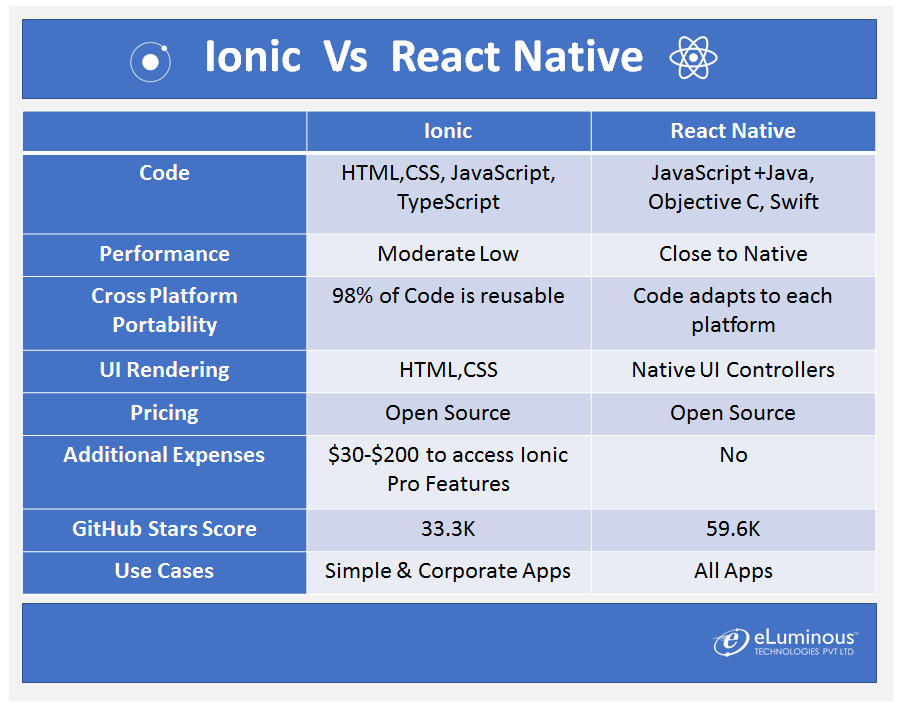 Ionic Vs React Native
Ionic React Native
Code HTML,CSS, JavaScript, JavaScript +Java,
TypeScript Objective C, Swift
Performance Moderate Low Close to Native
Cross Platform 98% of Code is reusable Code adapts to each
Portability platform
UI Rendering HTML,CSS Native UI Controllers
Pricing Open Source Open Source
Additional Expenses $30-$200 to access Ionic No
Pro Features
GitHub Stars Score 33.3K 59.6K
Use Cases Simple & Corporate Apps All Apps
eLuminous™
TECHNOLOGIES PVT LTD